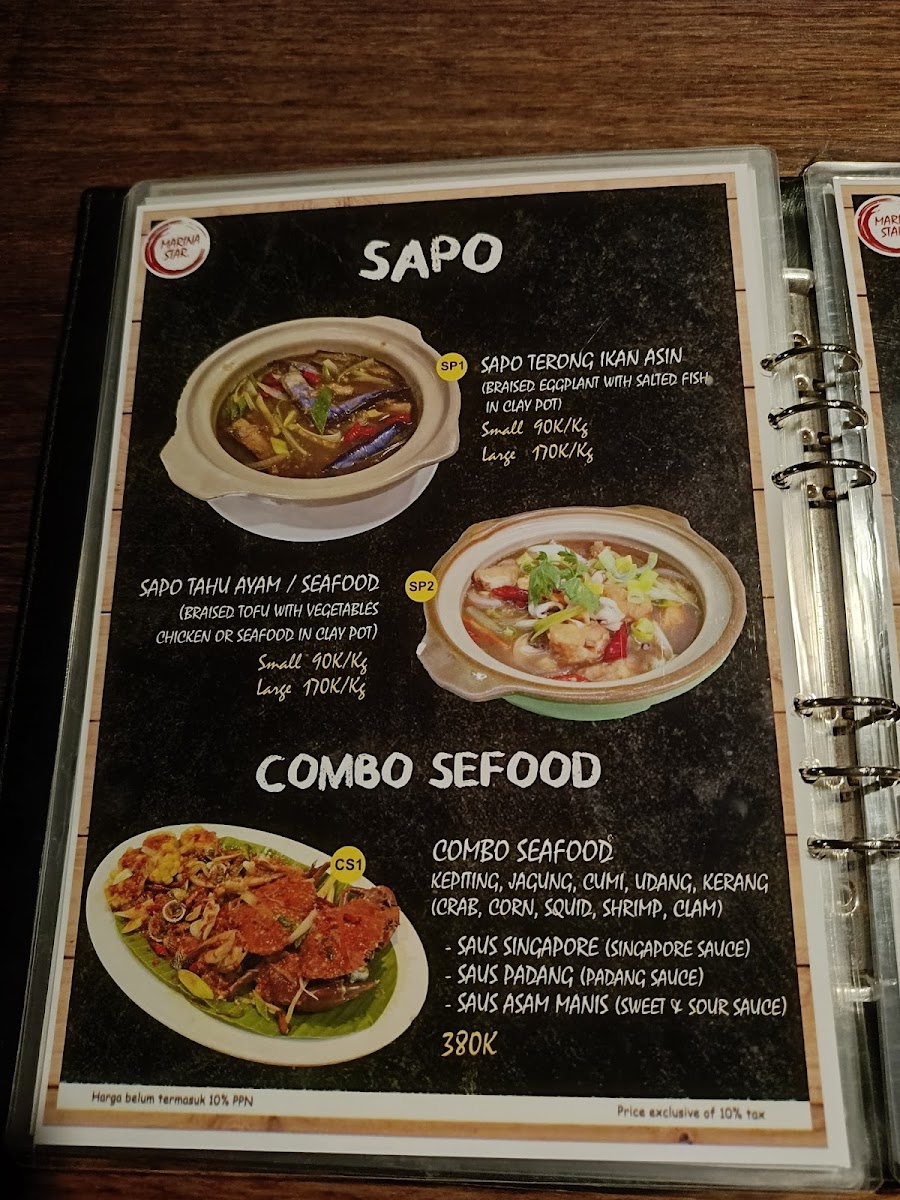 MARINA
STAR
SAPO
SP1
SAPO TERONG IKAN ASIN
(BRAISED EGGPLANT WITH SALTED FISH
IN CLAY POT)
Small 90K/Kg
Large 170K/Kg
SAPO TAHU AYAM / SEAFOOD
SP2
(BRAISED TOFU WITH VEGETABLES
CHICKEN OR SEAFOOD IN CLAY POT)
Small 90K/Kg
Large 170K/Kg
COMBO SEFOOD
CS1
COMBO SEAFOOD
KEPITING, JAGUNG, CUMI, UDANG, KERANG
(CRAB, CORN, SQUID, SHRIMP, CLAM)
- SAUS SINGAPORE (SINGAPORE SAUCE)
- SAUS PADANG (PADANG SAUCE)
- SAUS ASAM MANIS (SWEET & SOUR SAUCE)
380K
Harga belum termasuk 10% PPN
Price exclusive of 10% tax